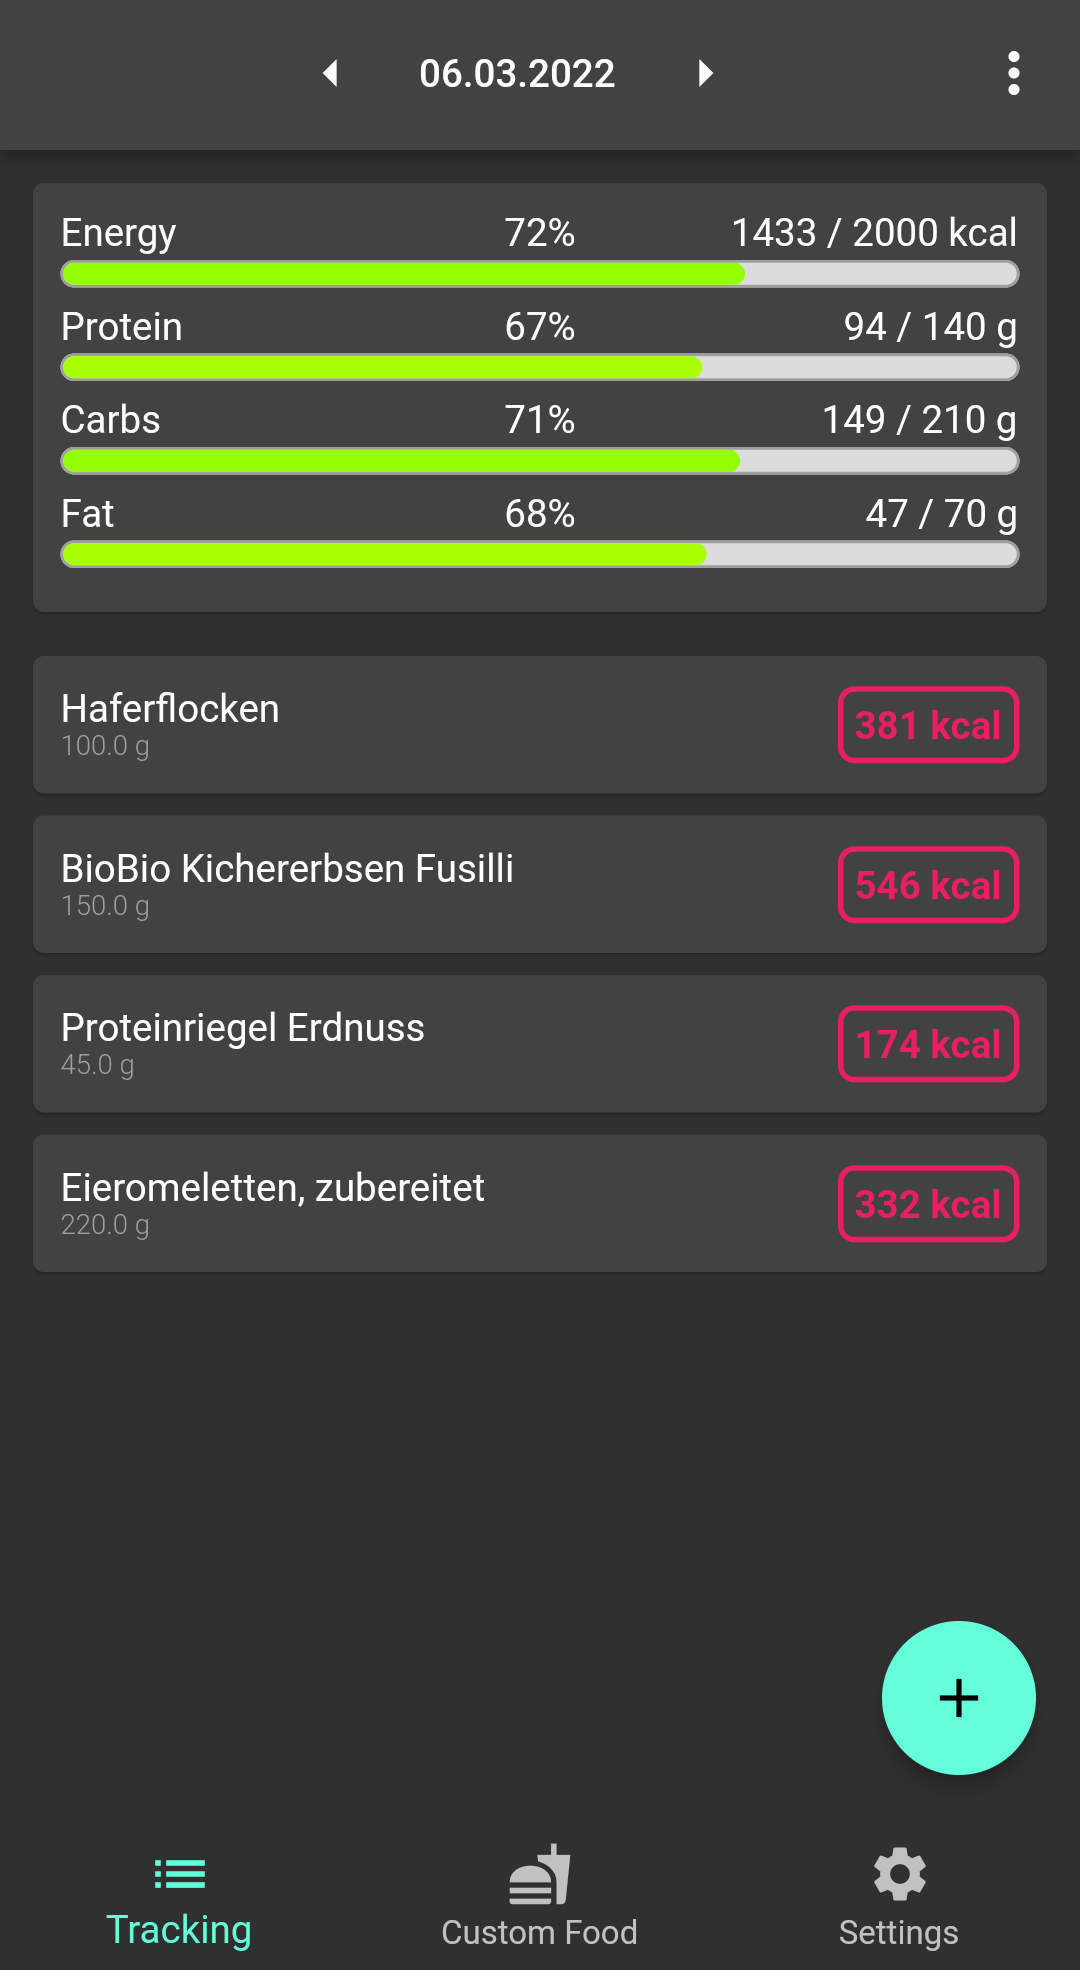 06.03.2022
Energy 72% 1433 / 2000 kcal
Protein 67% 94 / 140 g
Carbs 71% 149 / 210 g
Fat 68% 47 / 70 g
Haferflocken
100.0 g
381 kcal
BioBio Kichererbsen Fusilli
150.0 g
546 kcal
Proteinriegel Erdnuss
45.0 g
174 kcal
Eieromeletten, zubereitet
220.0 g
332 kcal
Tracking Custom Food Settings